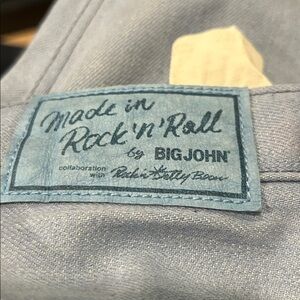 Made in
Rock'n'Roll
by BIG JOHN®
collaboration
with Rockin' Jelly Bean